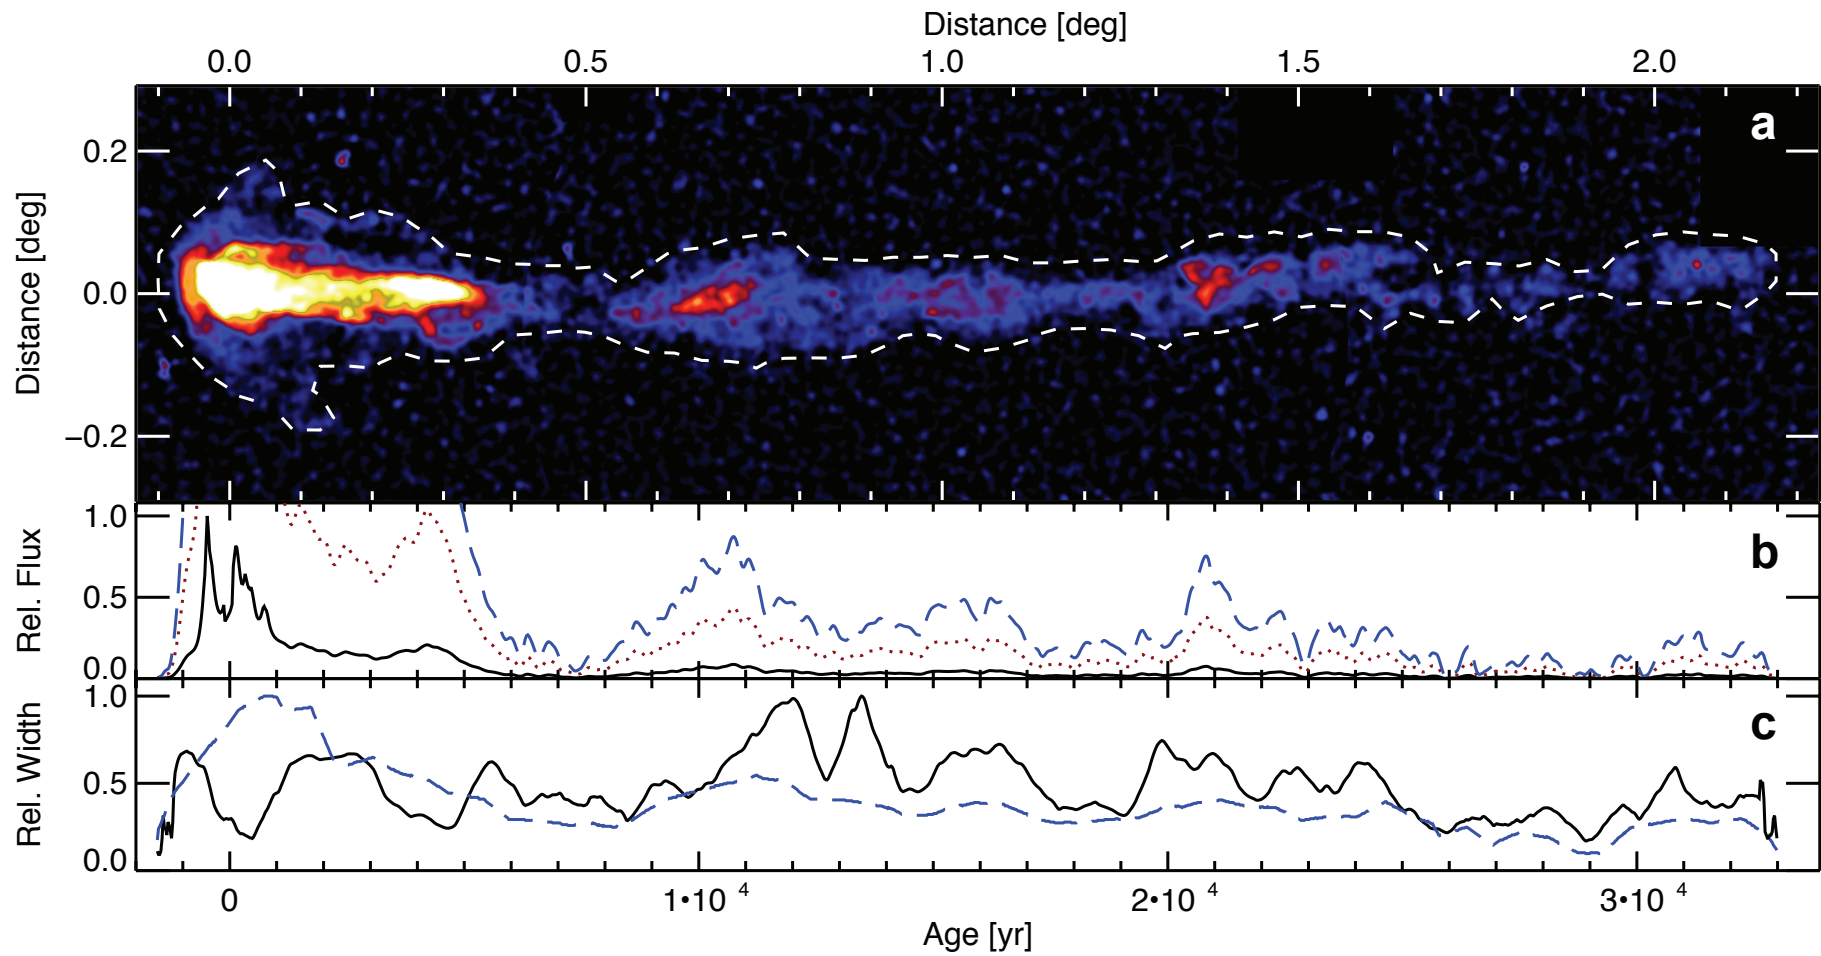 Distance [deg]
0.0 0.5 1.0 1.5 2.0
a
0.2
0.0
−0.2
Distance [deg]
b
1.0
0.5
0.0
Rel. Flux
c
1.0
0.5
0.0
Rel. Width
0 1•10 4 2•10 4 3•10 4
Age [yr]